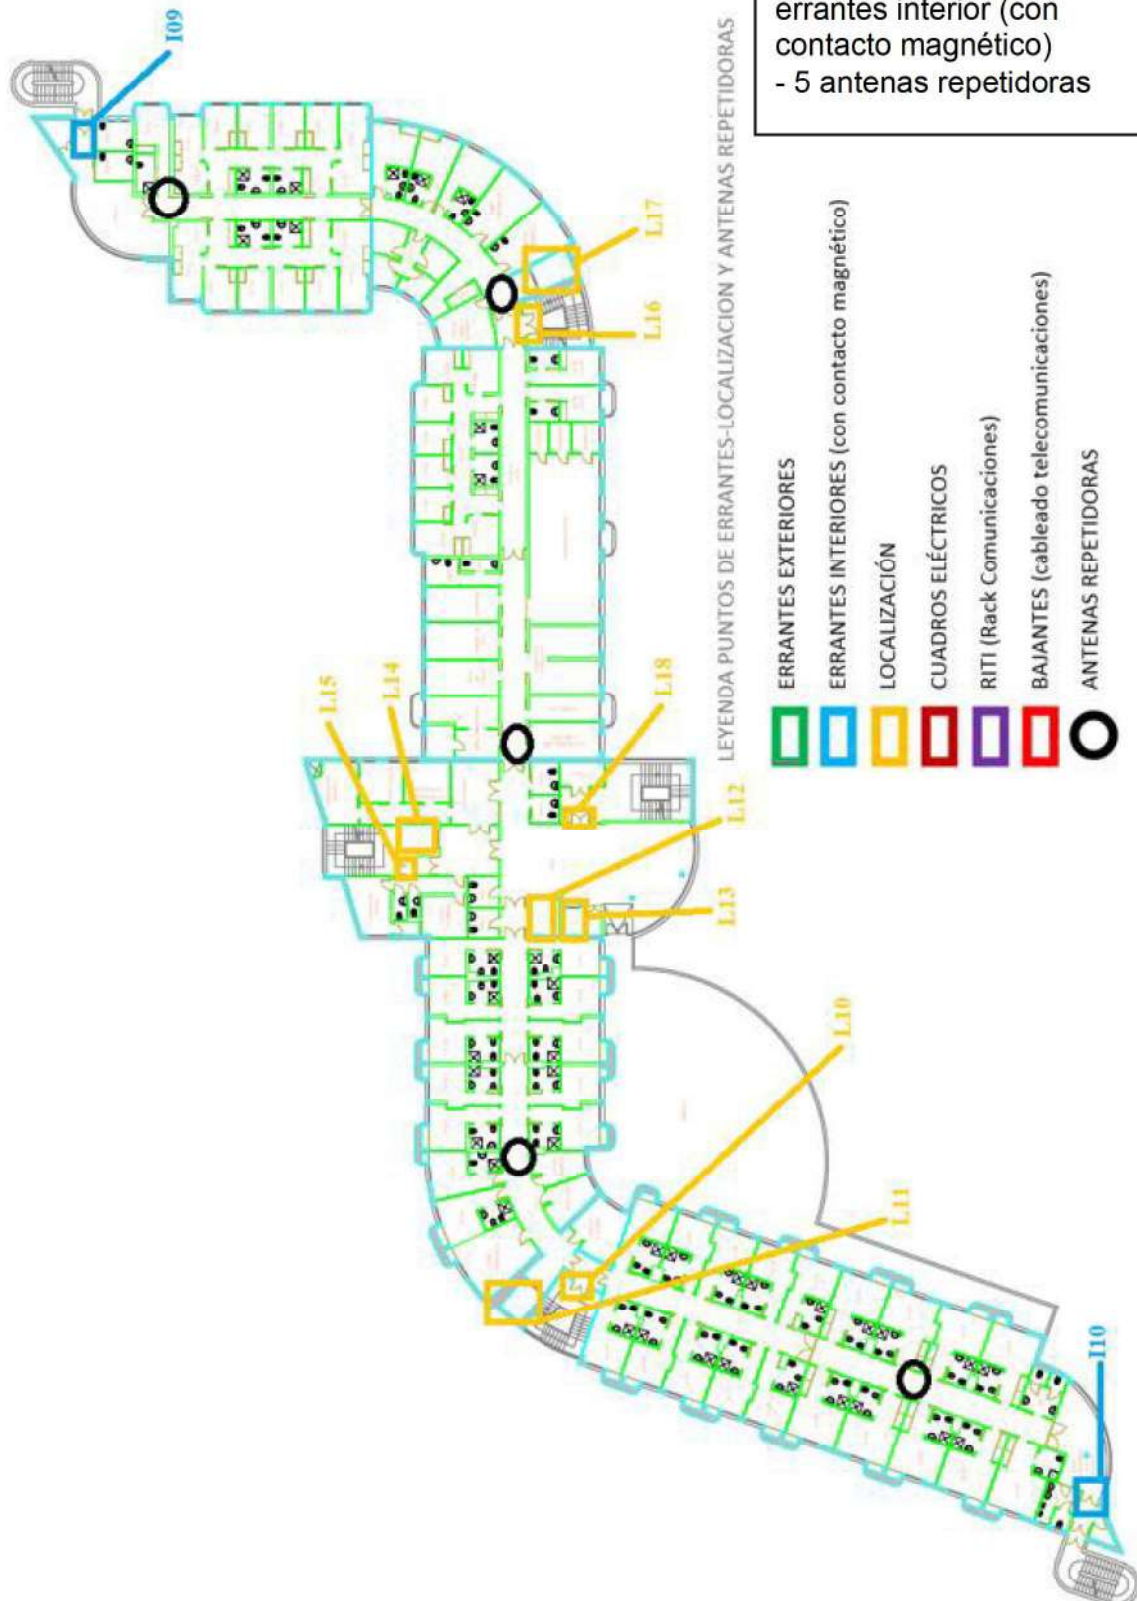 errantes interior (con
contacto magnético)
- 5 antenas repetidoras
I09
L17
L16
L15
L14
L18
L12
L13
L10
L11
I10
LEYENDA PUNTOS DE ERRANTES-LOCALIZACION Y ANTENAS REPETIDORAS
ERRANTES EXTERIORES
ERRANTES INTERIORES (con contacto magnético)
LOCALIZACIÓN
CUADROS ELÉCTRICOS
RITI (Rack Comunicaciones)
BAJANTES (cableado telecomunicaciones)
ANTENAS REPETIDORAS